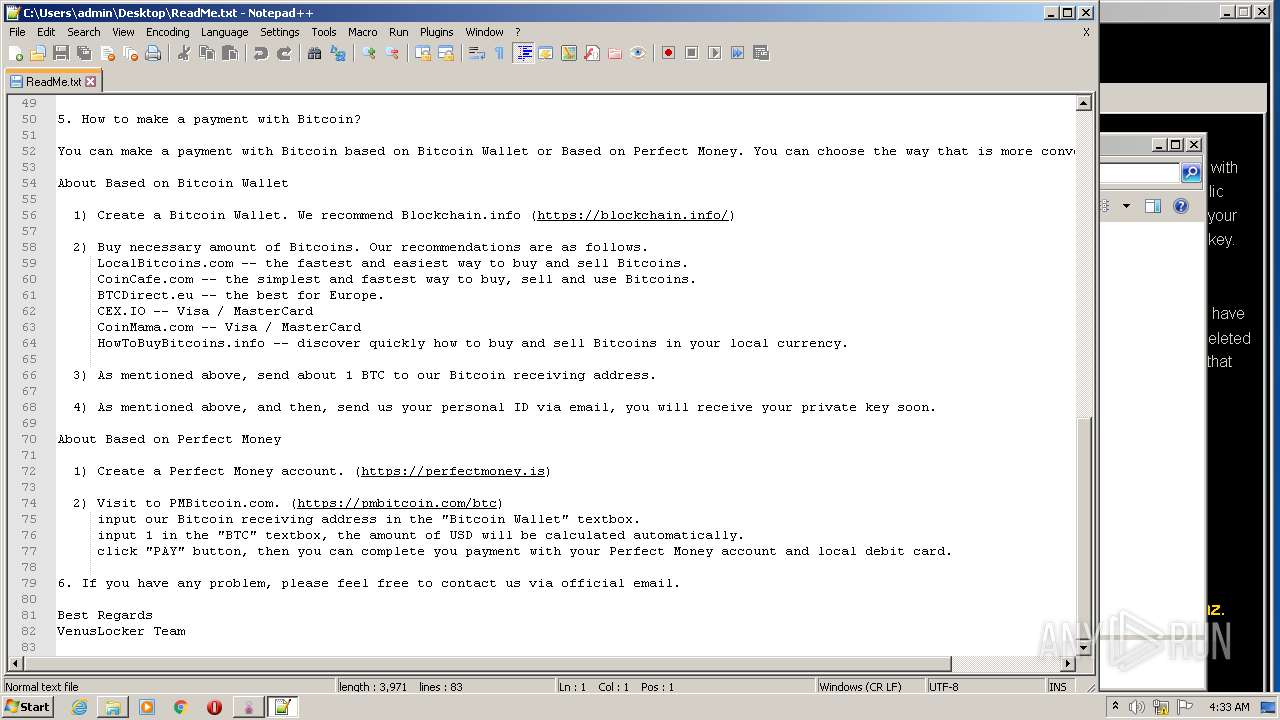 C:\Users\admin\Desktop\ReadMe.txt - Notepad++
File Edit Search View Encoding Language Settings Tools Macro Run Plugins Window ? X
ReadMe.txt
49
50 5. How to make a payment with Bitcoin?
51
52 You can make a payment with Bitcoin based on Bitcoin Wallet or Based on Perfect Money. You can choose the way that is more conv
53
54 About Based on Bitcoin Wallet
55
56 1) Create a Bitcoin Wallet. We recommend Blockchain.info (https://blockchain.info/)
57
58 2) Buy necessary amount of Bitcoins. Our recommendations are as follows.
59 LocalBitcoins.com -- the fastest and easiest way to buy and sell Bitcoins.
60 CoinCafe.com -- the simplest and fastest way to buy, sell and use Bitcoins.
61 BTCDirect.eu -- the best for Europe.
62 CEX.IO -- Visa / MasterCard
63 CoinMama.com -- Visa / MasterCard
64 HowToBuyBitcoins.info -- discover quickly how to buy and sell Bitcoins in your local currency.
65
66 3) As mentioned above, send about 1 BTC to our Bitcoin receiving address.
67
68 4) As mentioned above, and then, send us your personal ID via email, you will receive your private key soon.
69
70 About Based on Perfect Money
71
72 1) Create a Perfect Money account. (https://perfectmoney.is)
73
74 2) Visit to PMBitcoin.com. (https://pmbitcoin.com/btc)
75 input our Bitcoin receiving address in the "Bitcoin Wallet" textbox.
76 input 1 in the "BTC" textbox, the amount of USD will be calculated automatically.
77 click "PAY" button, then you can complete you payment with your Perfect Money account and local debit card.
78
79 6. If you have any problem, please feel free to contact us via official email.
80
81 Best Regards
82 VenusLocker Team
83
with
lic
your
key.
have
eleted
that
nz.
ANY RUN
Normal text file length : 3,971 lines : 83 Ln : 1 Col : 1 Pos : 1 Windows (CR LF) UTF-8 INS
Start 4:33 AM